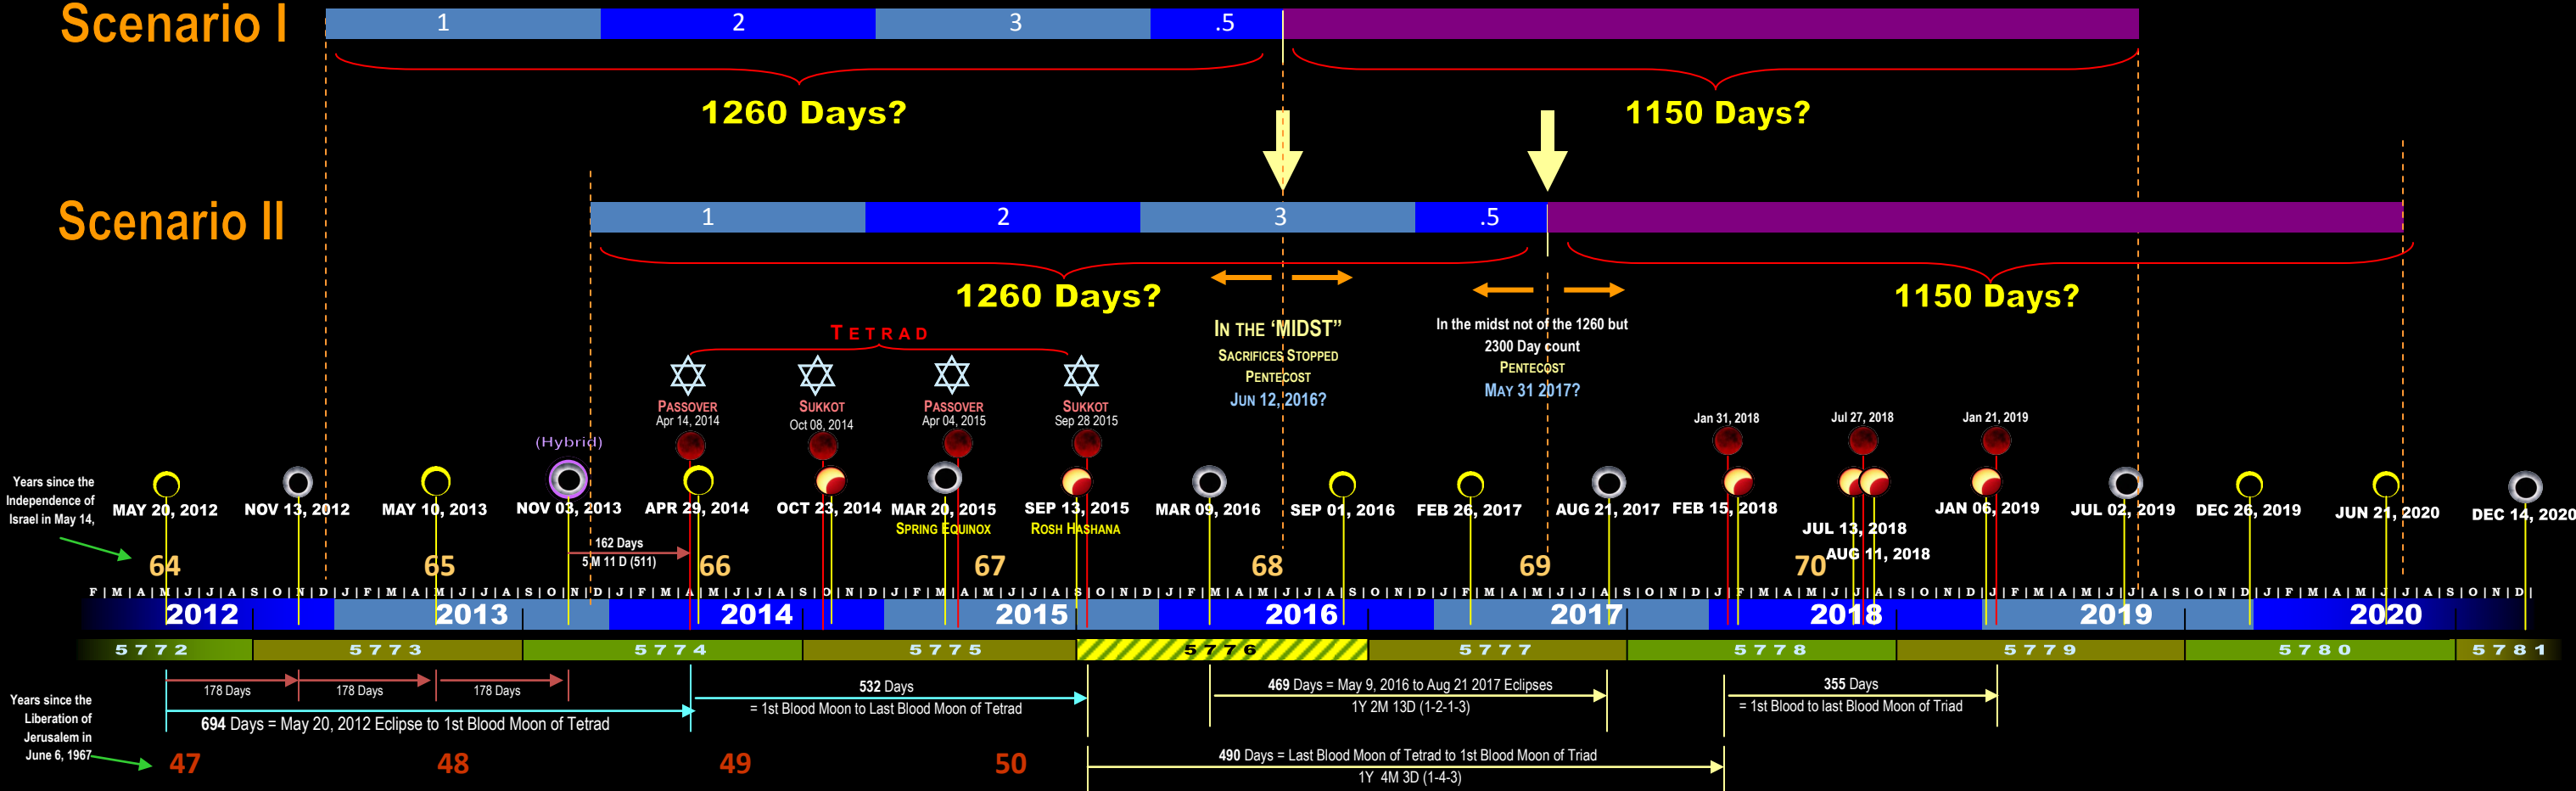 Scenario I
1 2 3 .5
1260 Days?
1150 Days?
Scenario II
1 2 3 .5
1260 Days?
1150 Days?
TETRAD
IN THE ‘MIDST”
SACRIFICES STOPPED
PENTECOST
JUN 12, 2016?
In the midst not of the 1260 but
2300 Day count
PENTECOST
MAY 31 2017?
PASSOVER
Apr 14, 2014
SUKKOT
Oct 08, 2014
PASSOVER
Apr 04, 2015
SUKKOT
Sep 28 2015
Jan 31, 2018
Jul 27, 2018
Jan 21, 2019
(Hybrid)
Years since the
Independence of
Israel in May 14,
MAY 20, 2012
NOV 13, 2012
MAY 10, 2013
NOV 03, 2013
APR 29, 2014
OCT 23, 2014
MAR 20, 2015
SPRING EQUINOX
SEP 13, 2015
ROSH HASHANA
MAR 09, 2016
SEP 01, 2016
FEB 26, 2017
AUG 21, 2017
FEB 15, 2018
JUL 13, 2018
AUG 11, 2018
JAN 06, 2019
JUL 02, 2019
DEC 26, 2019
JUN 21, 2020
DEC 14, 2020
162 Days
5 M 11 D (511)
64 65 66 67 68 69 70
F | M | A | M | J | J | A | S | O | N | D | J | F | M | A | M | J | J | A | S | O | N | D | J | F | M | A | M | J | J | A | S | O | N | D | J | F | M | A | M | J | J | A | S | O | N | D | J | F | M | A | M | J | J | A | S | O | N | D | J | F | M | A | M | J | J | A | S | O | N | D | J | F | M | A | M | J | J | A | S | O | N | D | J | F | M | A | M | J | J | A | S | O | N | D | J | F | M | A | M | J | J | A | S | O | N | D |
2012 2013 2014 2015 2016 2017 2018 2019 2020
5772 5773 5774 5775 5776 5777 5778 5779 5780 5781
178 Days
178 Days
178 Days
694 Days = May 20, 2012 Eclipse to 1st Blood Moon of Tetrad
532 Days
= 1st Blood Moon to Last Blood Moon of Tetrad
469 Days = May 9, 2016 to Aug 21 2017 Eclipses
1Y 2M 13D (1-2-1-3)
355 Days
= 1st Blood to last Blood Moon of Triad
490 Days = Last Blood Moon of Tetrad to 1st Blood Moon of Triad
1Y 4M 3D (1-4-3)
Years since the
Liberation of
Jerusalem in
June 6, 1967
47 48 49 50